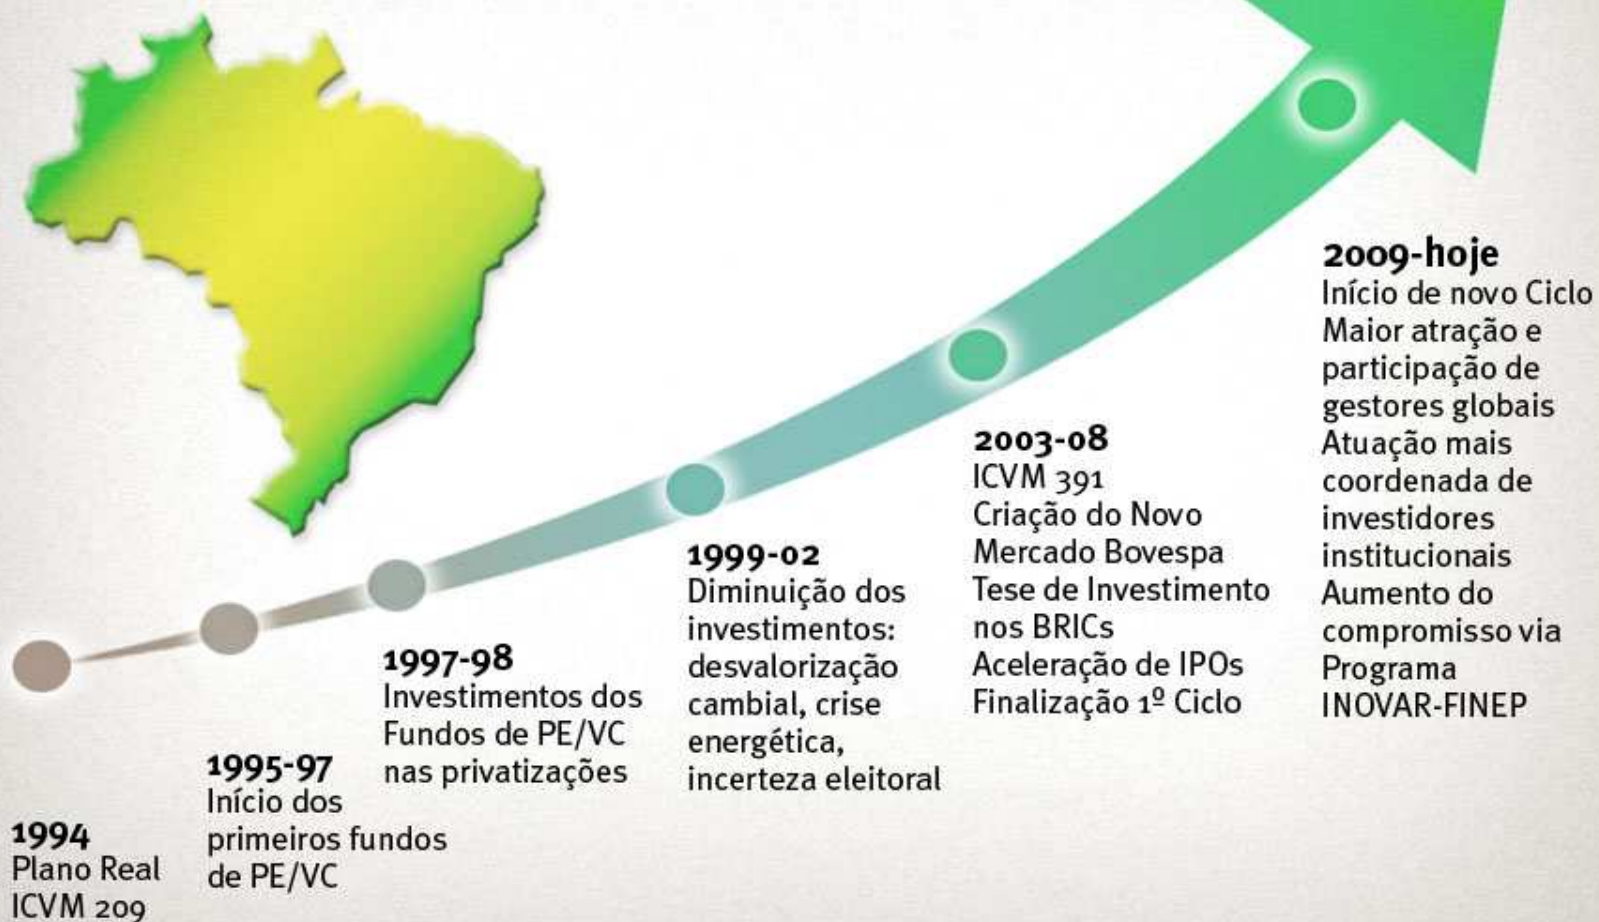 1994
Plano Real
ICVM 209
1995-97
Início dos
primeiros fundos
de PE/VC
1997-98
Investimentos dos
Fundos de PE/VC
nas privatizações
1999-02
Diminuição dos
investimentos:
desvalorização
cambial, crise
energética,
incerteza eleitoral
2003-08
ICVM 391
Criação do Novo
Mercado Bovespa
Tese de Investimento
nos BRICs
Aceleração de IPOs
Finalização 1º Ciclo
2009-hoje
Início de novo Ciclo
Maior atração e
participação de
gestores globais
Atuação mais
coordenada de
investidores
institucionais
Aumento do
compromisso via
Programa
INOVAR-FINEP